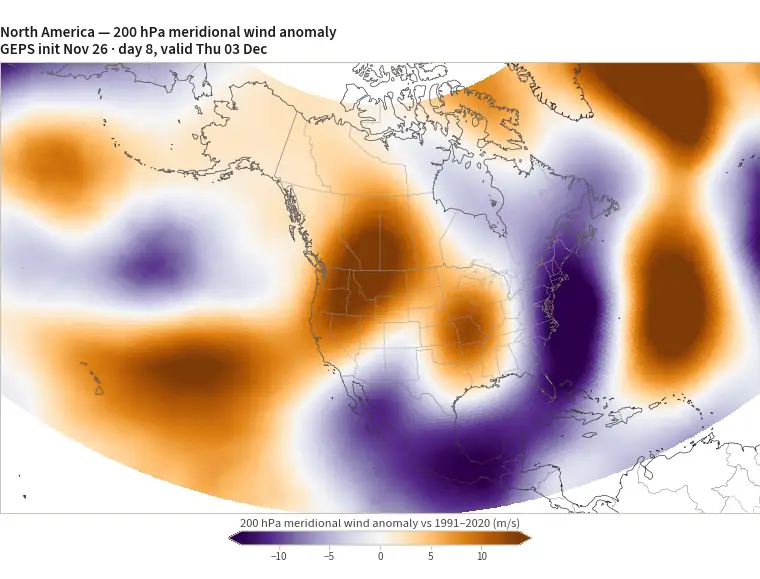 North America — 200 hPa meridional wind anomaly
GEPS init Nov 26 · day 8, valid Thu 03 Dec
200 hPa meridional wind anomaly vs 1991–2020 (m/s)
−10 −5 0 5 10